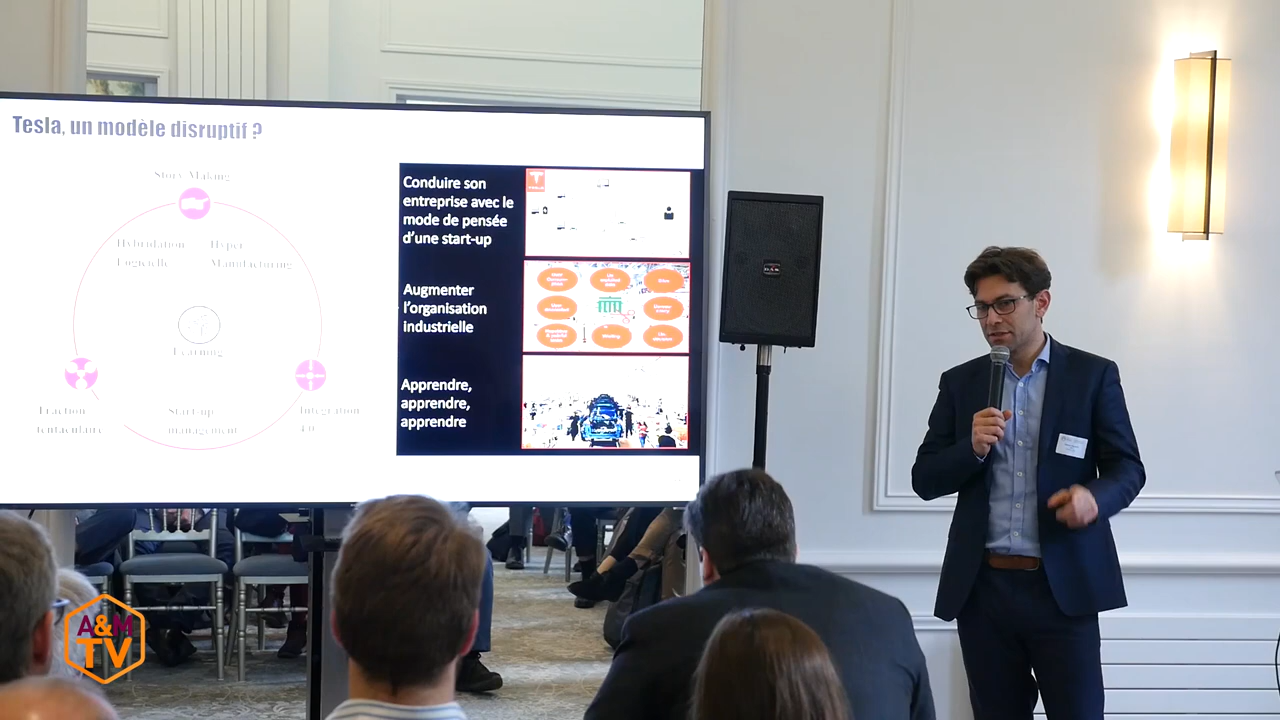 Tesla, un modèle disruptif ?
Story Making
Hybridation
Logicielle
Hyper
Manufacturing
Learning
Traction
tentaculaire
Start-up
management
Intégration
4.0
Conduire son
entreprise avec le
mode de pensée
d'une start-up
Augmenter
l'organisation
industrielle
Apprendre,
apprendre,
apprendre
A&M
TV